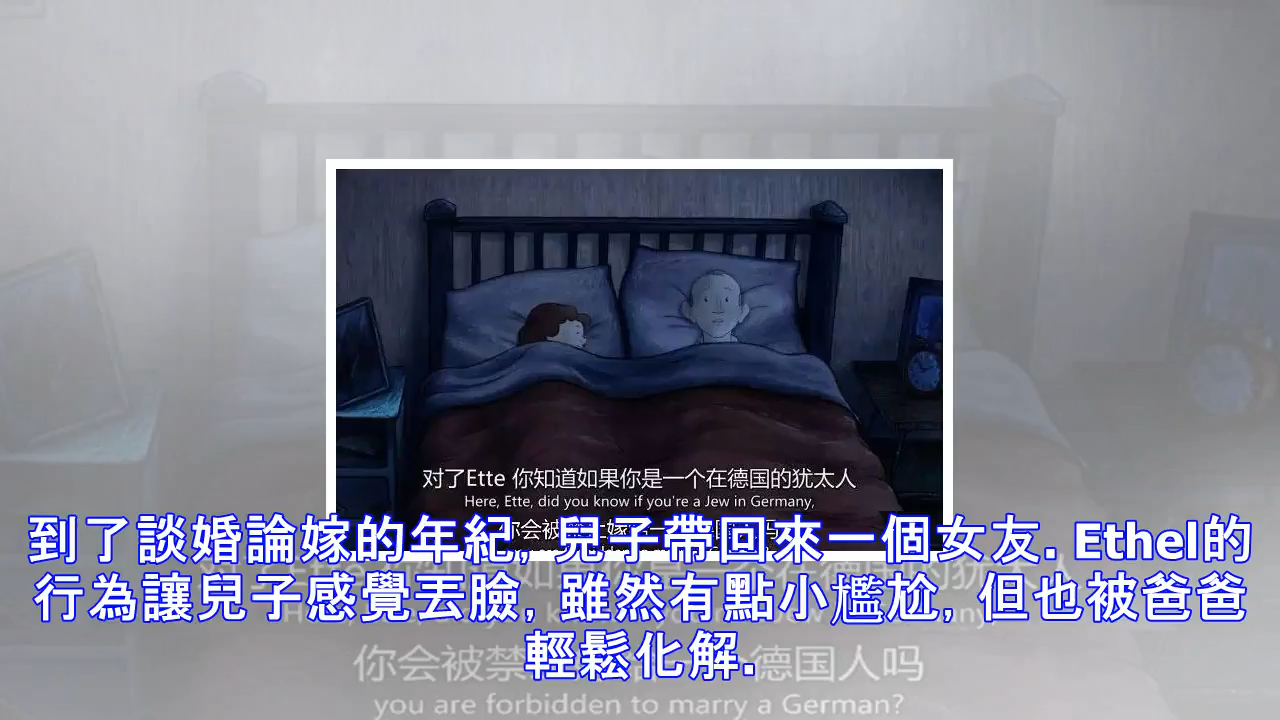 对了Ette 你知道如果你是一个在德国的犹太人
Here, Ette, did you know if you're a Jew in Germany,
到了談婚論嫁的年紀, 兒子帶回來一個女友. Ethel的
行為讓兒子感覺丟臉, 雖然有點小尷尬, 但也被爸爸
輕鬆化解.
你会被禁 德国人吗
you are forbidden to marry a German?